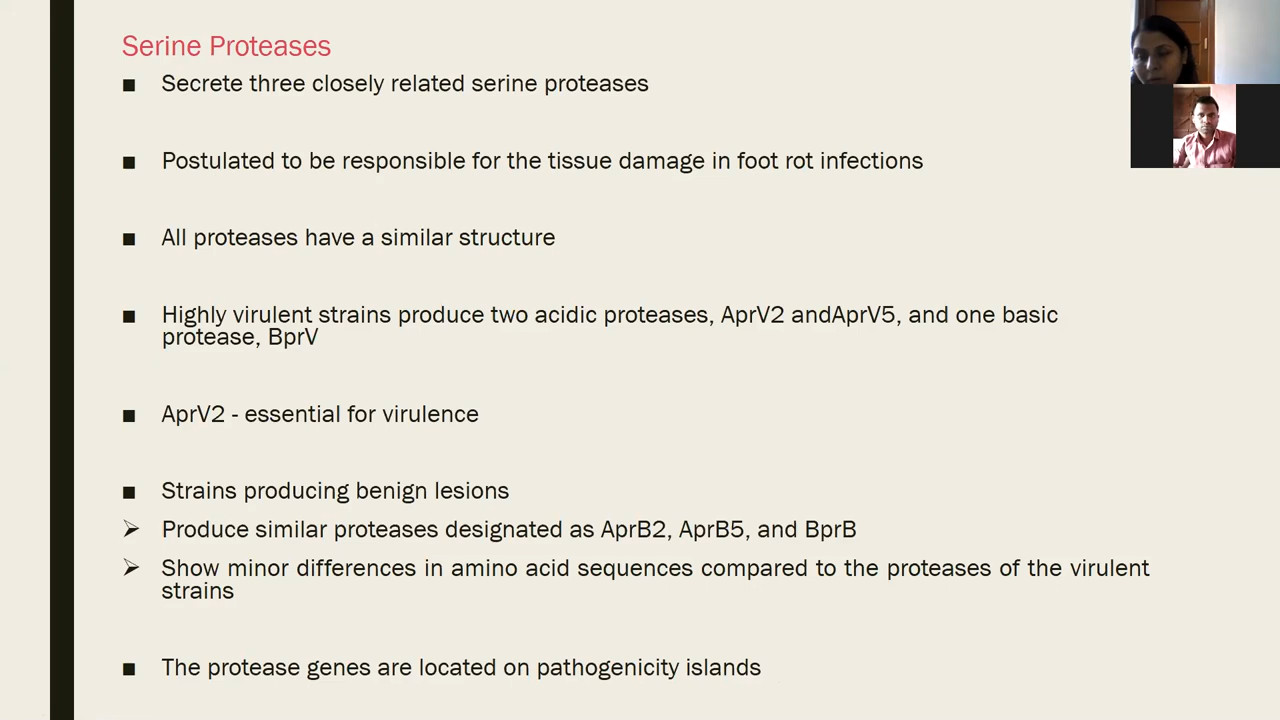 Serine Proteases
■ Secrete three closely related serine proteases
■ Postulated to be responsible for the tissue damage in foot rot infections
■ All proteases have a similar structure
■ Highly virulent strains produce two acidic proteases, AprV2 andAprV5, and one basic
protease, BprV
■ AprV2 - essential for virulence
■ Strains producing benign lesions
➢ Produce similar proteases designated as AprB2, AprB5, and BprB
➢ Show minor differences in amino acid sequences compared to the proteases of the virulent
strains
■ The protease genes are located on pathogenicity islands